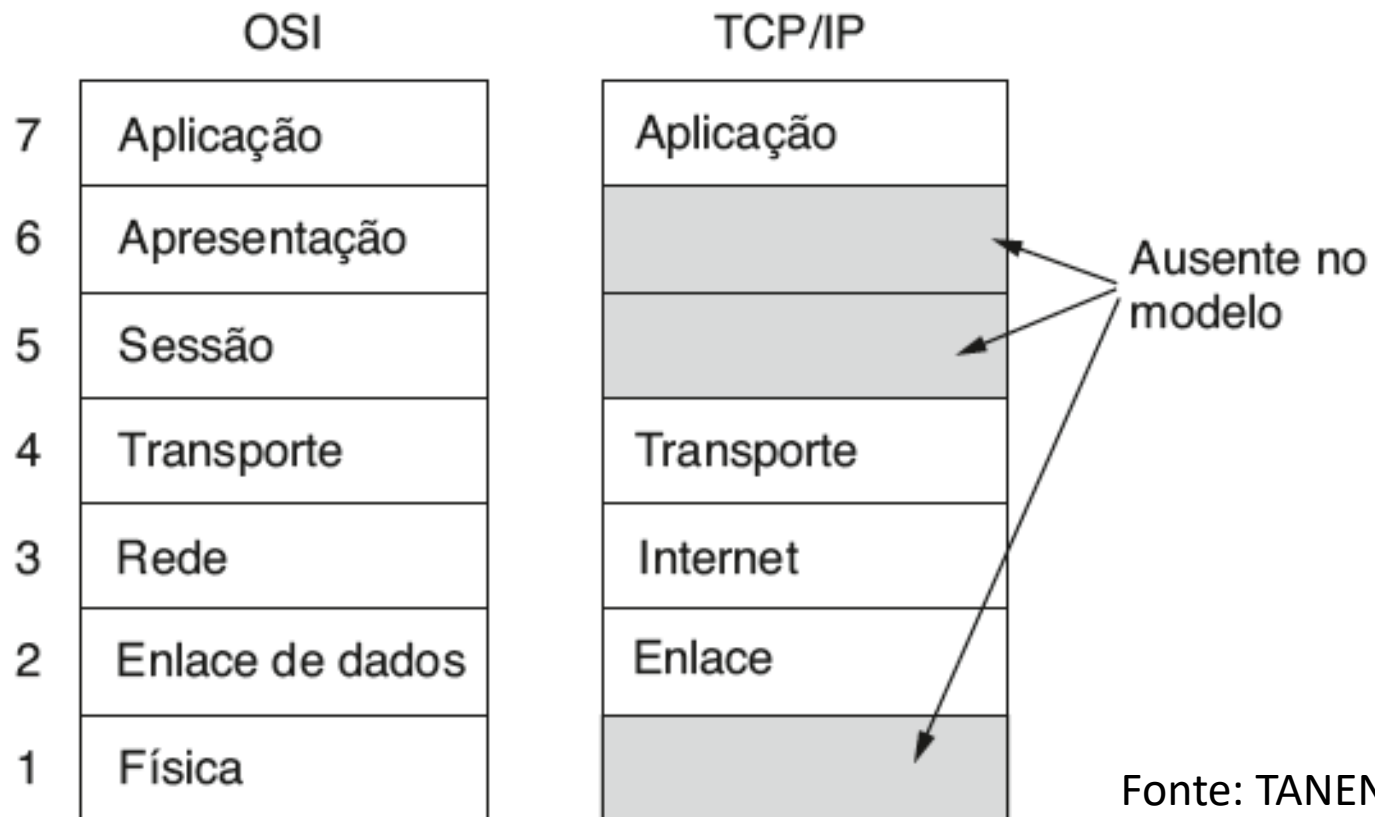 OSI
TCP/IP
7 Aplicação Aplicação
6 Apresentação
Ausente no
modelo
5 Sessão
4 Transporte Transporte
3 Rede Internet
2 Enlace de dados Enlace
1 Física
Fonte: TANEN